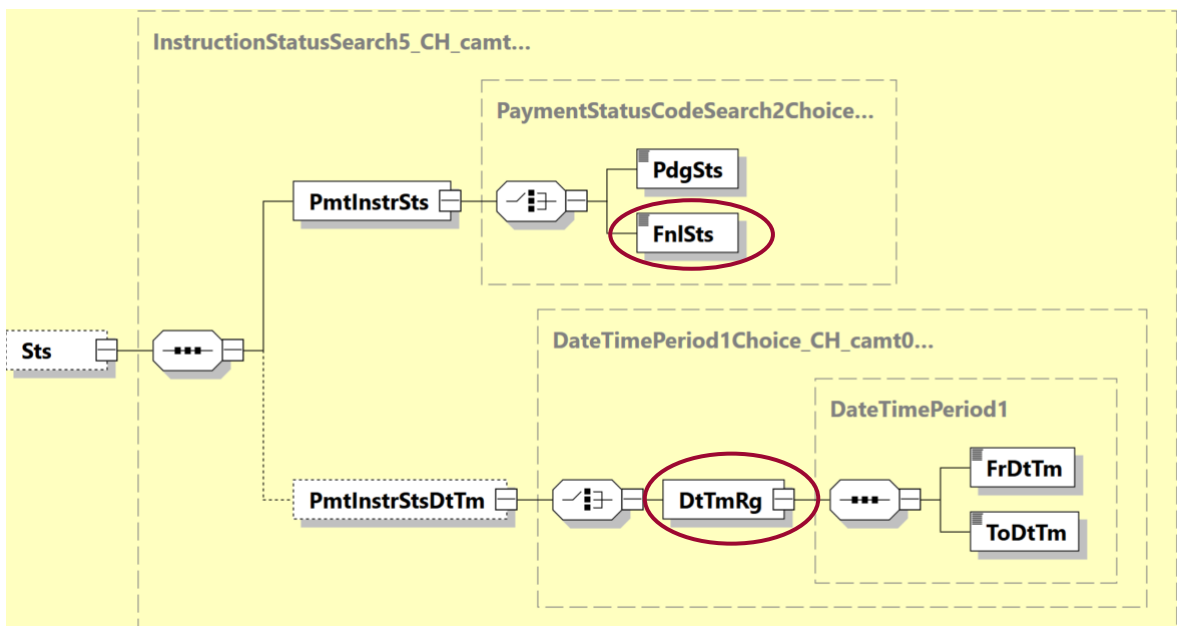 InstructionStatusSearch5_CH_camt...
PaymentStatusCodeSearch2Choice...
PdgSts
PmtInstrSts
FnlSts
Sts
DateTimePeriod1Choice_CH_camt0...
DateTimePeriod1
FrDtTm
PmtInstrStsDtTm
DtTmRg
ToDtTm